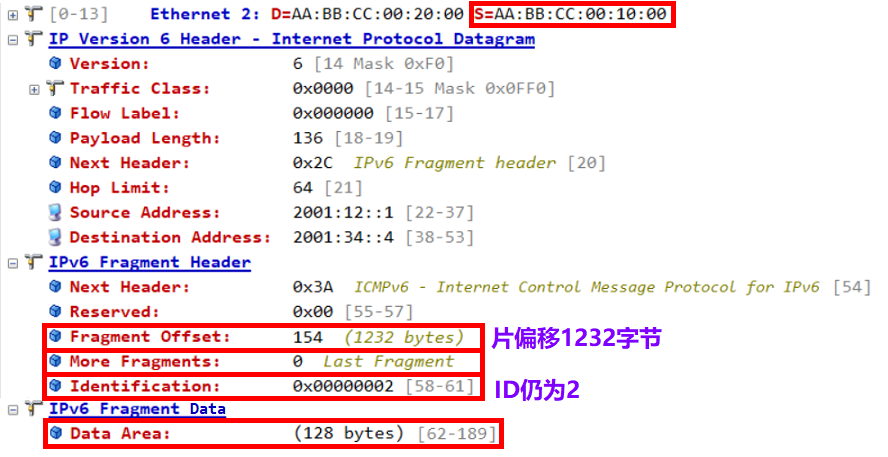 [0-13] Ethernet 2: D=AA:BB:CC:00:20:00 S=AA:BB:CC:00:10:00
IP Version 6 Header - Internet Protocol Datagram
Version: 6 [14 Mask 0xF0]
Traffic Class: 0x0000 [14-15 Mask 0x0FF0]
Flow Label: 0x000000 [15-17]
Payload Length: 136 [18-19]
Next Header: 0x2C IPv6 Fragment header [20]
Hop Limit: 64 [21]
Source Address: 2001:12::1 [22-37]
Destination Address: 2001:34::4 [38-53]
IPv6 Fragment Header
Next Header: 0x3A ICMPv6 - Internet Control Message Protocol for IPv6 [54]
Reserved: 0x00 [55-57]
Fragment Offset: 154 (1232 bytes) 片偏移1232字节
More Fragments: 0 Last Fragment
Identification: 0x00000002 [58-61] ID仍为2
IPv6 Fragment Data
Data Area: (128 bytes) [62-189]